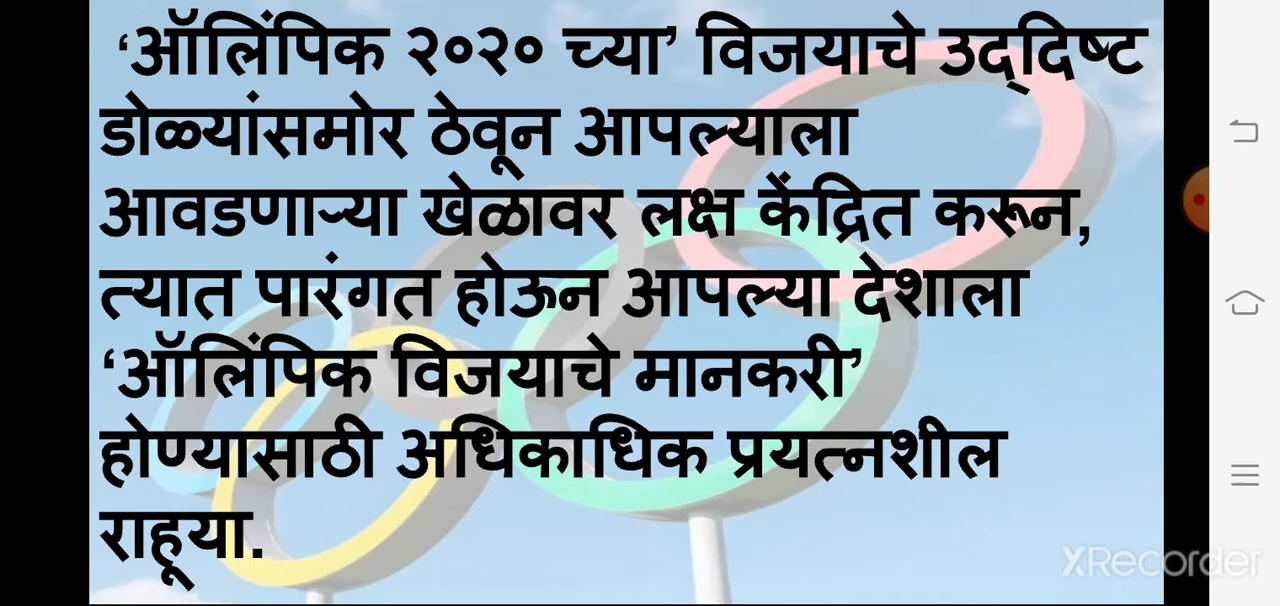 ‘ऑलिंपिक २०२० च्या’ विजयाचे उद्‌दिष्ट
डोळ्यांसमोर ठेवून आपल्याला
आवडणाऱ्या खेळावर लक्ष केंद्रित करून,
त्यात पारंगत होऊन आपल्या देशाला
‘ऑलिंपिक विजयाचे मानकरी’
होण्यासाठी अधिकाधिक प्रयत्नशील
राहूया.
XRecorder